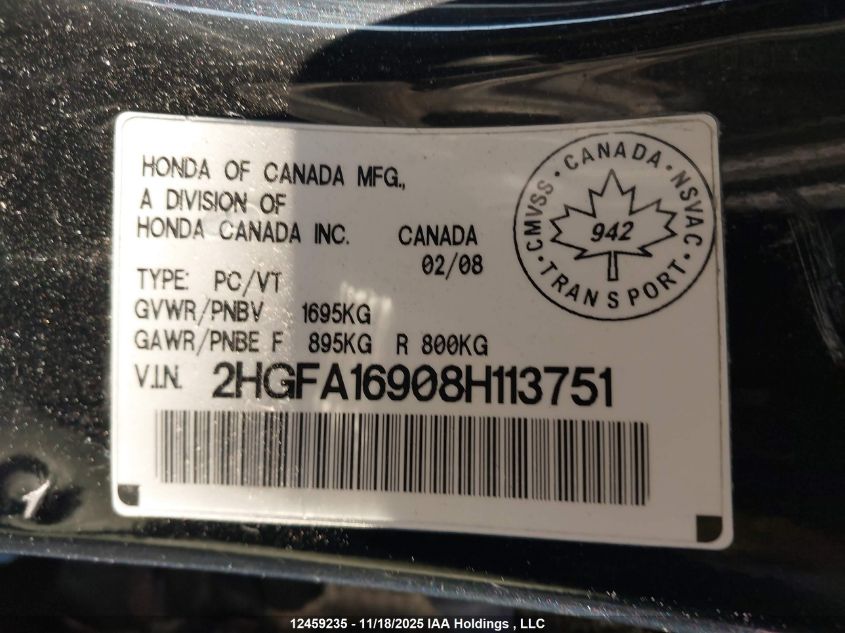 HONDA OF CANADA MFG.,
A DIVISION OF
HONDA CANADA INC. CANADA
02/08
TYPE: PC/VT
GVWR/PNBV 1695KG
GAWR/PNBE F 895KG R 800KG
V.I.N. 2HGFA16908H113751
CANADA
CMVSS · NSVAC
942
TRANSPORT
12459235 - 11/18/2025 IAA Holdings , LLC